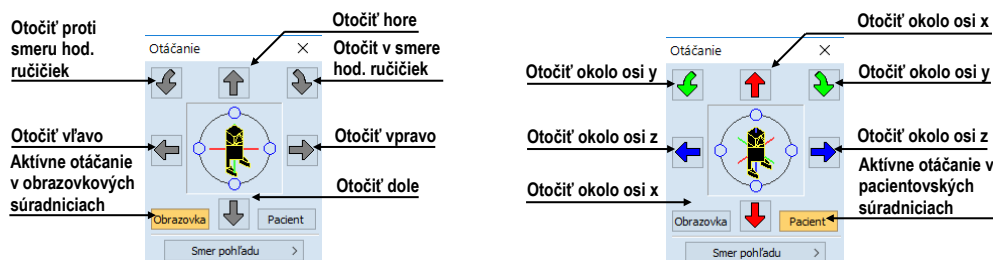 Otočiť proti
smeru hod.
ručičiek
Otočiť hore
Otočit v smere
hod. ručičiek
Otáčanie
Otočiť vľavo
Otočiť vpravo
Aktívne otáčanie
v obrazovkových
súradniciach
Otočiť dole
Obrazovka
Pacient
Smer pohľadu >
Otočiť okolo osi x
Otáčanie
Otočiť okolo osi y
Otočiť okolo osi y
Otočiť okolo osi z
Otočiť okolo osi z
Otočiť okolo osi x
Aktívne otáčanie v
pacientovských
súradniciach
Obrazovka
Pacient
Smer pohľadu >